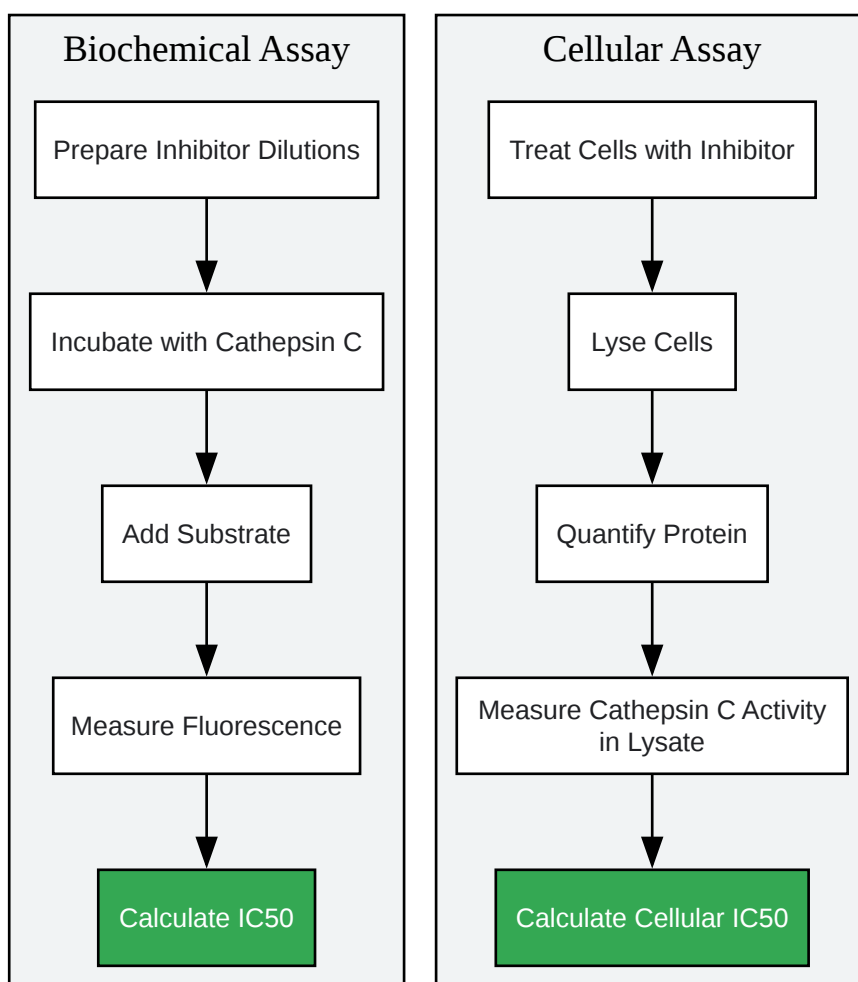 Biochemical Assay
Prepare Inhibitor Dilutions
Incubate with Cathepsin C
Add Substrate
Measure Fluorescence
Calculate IC50
Cellular Assay
Treat Cells with Inhibitor
Lyse Cells
Quantify Protein
Measure Cathepsin C Activity
in Lysate
Calculate Cellular IC50